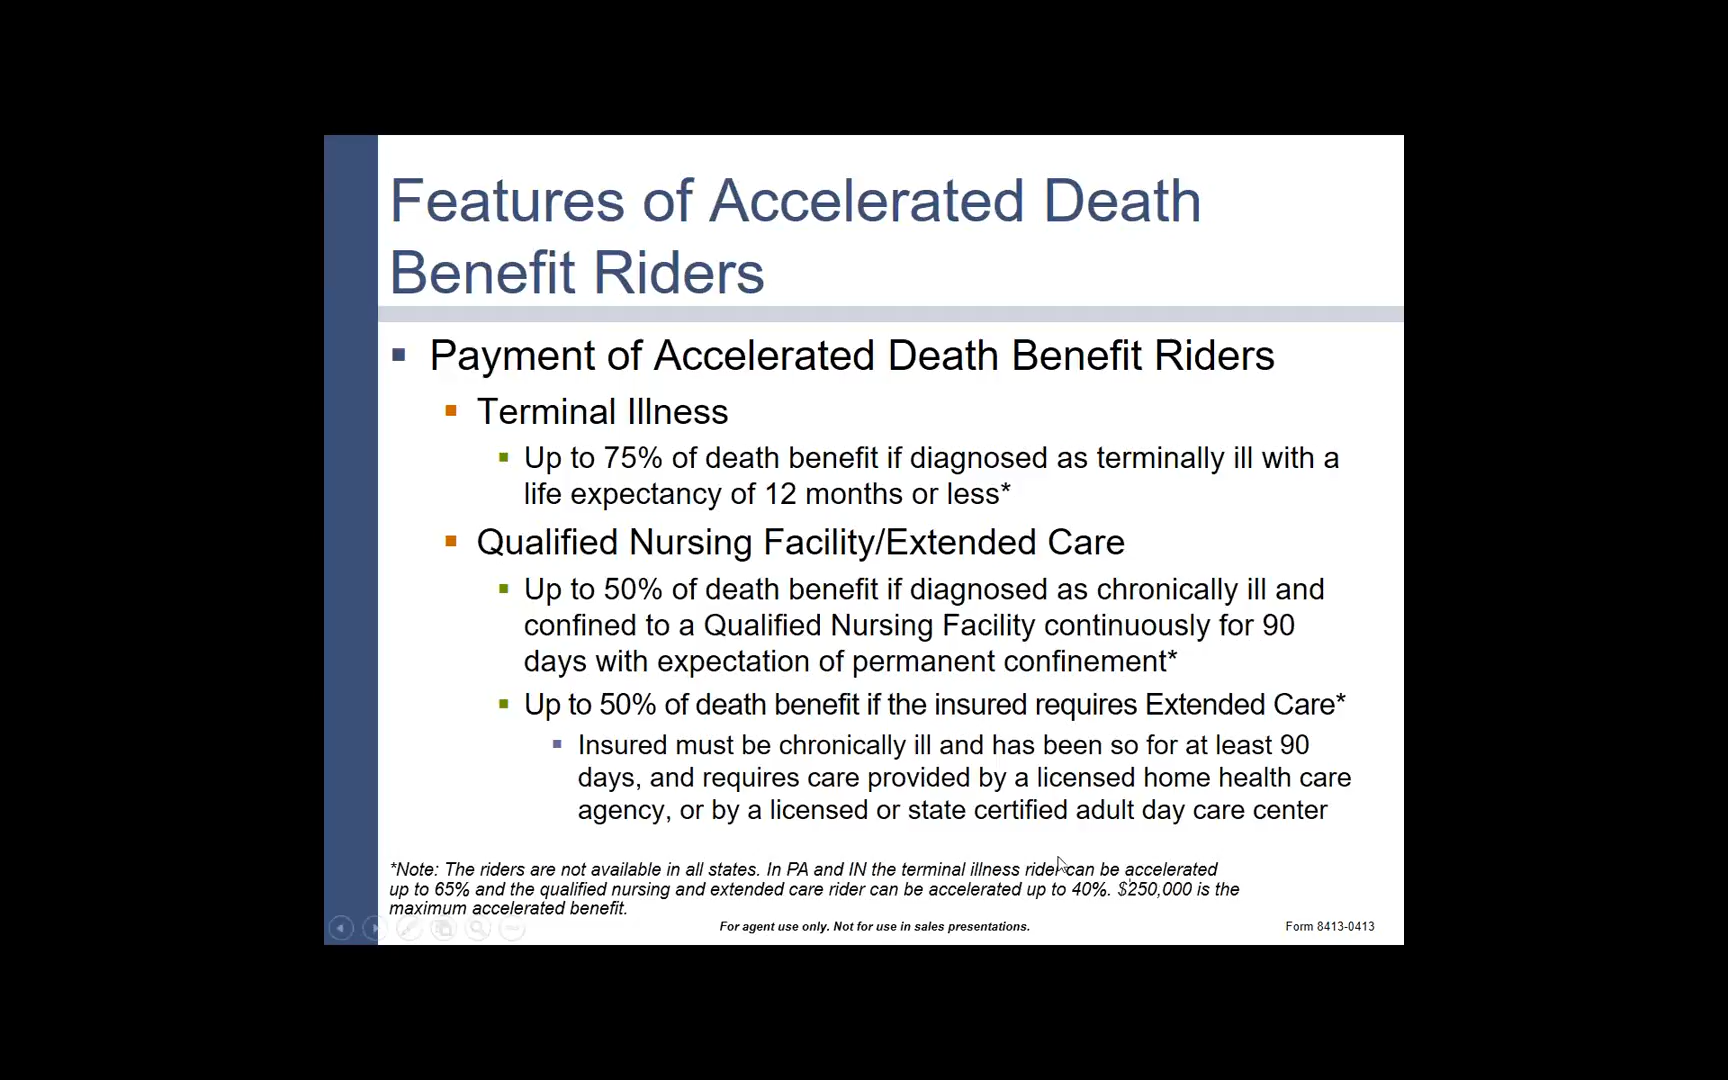 Features of Accelerated Death
Benefit Riders
Payment of Accelerated Death Benefit Riders
Terminal Illness
Up to 75% of death benefit if diagnosed as terminally ill with a
life expectancy of 12 months or less*
Qualified Nursing Facility/Extended Care
Up to 50% of death benefit if diagnosed as chronically ill and
confined to a Qualified Nursing Facility continuously for 90
days with expectation of permanent confinement*
Up to 50% of death benefit if the insured requires Extended Care*
Insured must be chronically ill and has been so for at least 90
days, and requires care provided by a licensed home health care
agency, or by a licensed or state certified adult day care center
*Note: The riders are not available in all states. In PA and IN the terminal illness rider can be accelerated
up to 65% and the qualified nursing and extended care rider can be accelerated up to 40%. $250,000 is the
maximum accelerated benefit.
For agent use only. Not for use in sales presentations.
Form 8413-0413